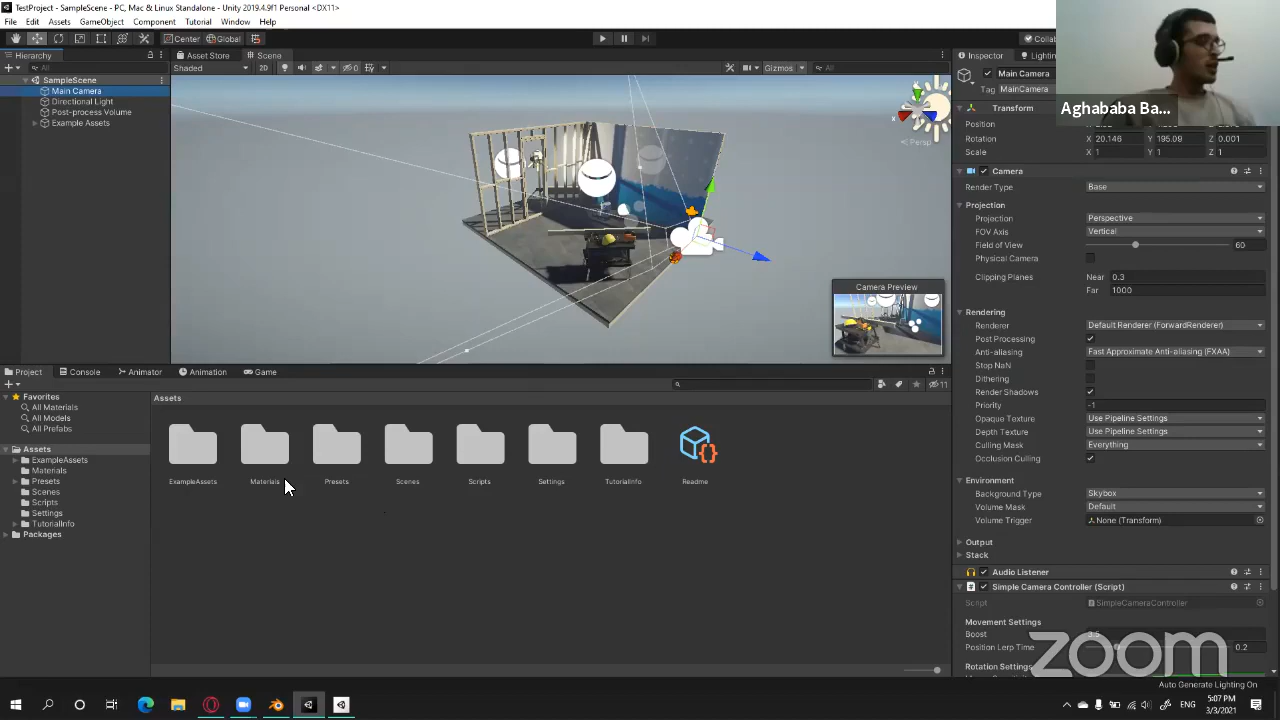 TestProject - SampleScene - PC, Mac & Linux Standalone - Unity 2019.4.9f1 Personal <DX11>
File Edit Assets GameObject Component Tutorial Window Help
Center Global
Collab
Hierarchy
Asset Store Scene
Inspector Lighting
All
Shaded 2D 0 Gizmos All
SampleScene
Main Camera
Directional Light
Post-process Volume
Example Assets
Main Camera
Tag MainCamera
Aghababa Ba...
x
Persp
Transform
Position
Rotation X 20.146 Y 195.09 Z 0.001
Scale X 1 Y 1 Z 1
Camera
Render Type Base
Projection
Projection Perspective
FOV Axis Vertical
Field of View 60
Physical Camera
Clipping Planes Near 0.3
Far 1000
Camera Preview
Rendering
Renderer Default Renderer (ForwardRenderer)
Post Processing
Anti-aliasing Fast Approximate Anti-aliasing (FXAA)
Stop NaN
Dithering
Render Shadows
Priority -1
Opaque Texture Use Pipeline Settings
Depth Texture Use Pipeline Settings
Culling Mask Everything
Occlusion Culling
Environment
Background Type Skybox
Volume Mask Default
Volume Trigger None (Transform)
Output
Stack
Audio Listener
Simple Camera Controller (Script)
Script SimpleCameraController
Movement Settings
Boost 3.5
Position Lerp Time 0.2
Rotation Settings
Project Console Animator Animation Game
11
Favorites
All Materials
All Models
All Prefabs
Assets
ExampleAssets
Materials
Presets
Scenes
Scripts
Settings
TutorialInfo
Packages
Assets
ExampleAssets Materials Presets Scenes Scripts Settings TutorialInfo Readme
zoom
Auto Generate Lighting On
ENG
5:07 PM
3/3/2021